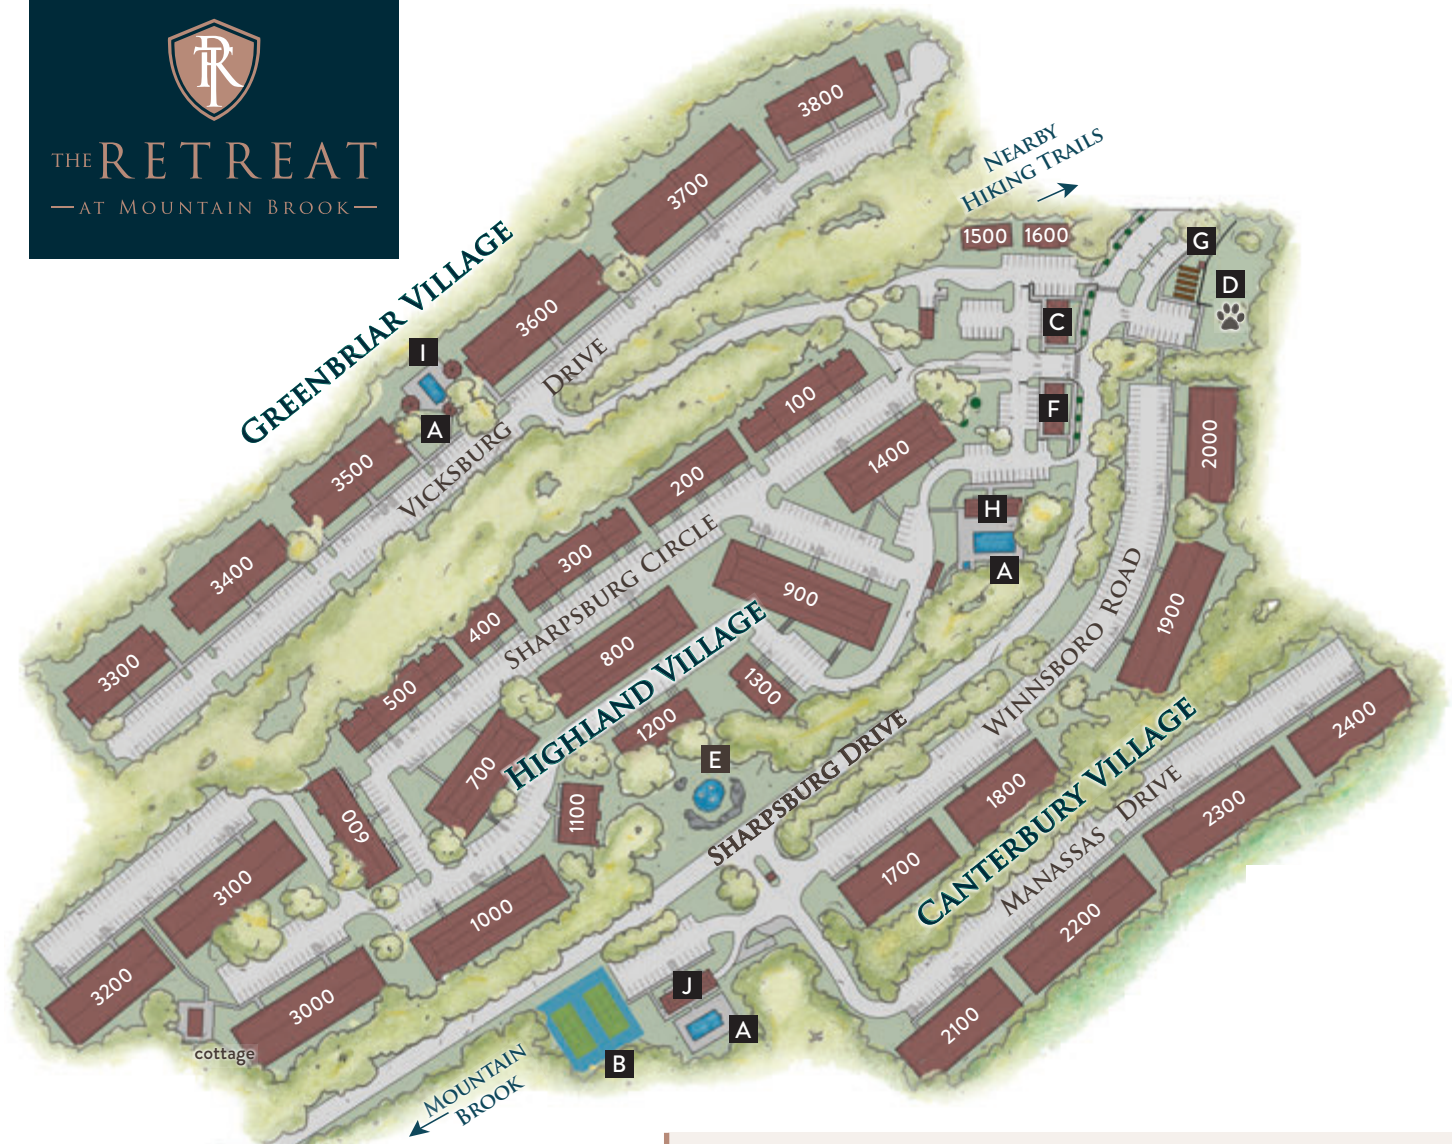 THE RETREAT
AT MOUNTAIN BROOK
3800
NEARBY
HIKING TRAILS
3700
GREENBRIAR VILLAGE
1500
1600
G
D
3600
C
I
DRIVE
A
100
F
3500
VICKSBURG
1400
2000
200
H
3400
300
SHARPSBURG CIRCLE
A
900
400
WINNSBORO ROAD
1900
3300
800
500
HIGHLAND VILLAGE
1300
1200
2400
700
E
SHARPSBURG DRIVE
CANTERBURY VILLAGE
600
1100
1800
MANASSAS DRIVE
2300
3100
1700
1000
2200
3200
3000
J
2100
A
cottage
B
MOUNTAIN
BROOK